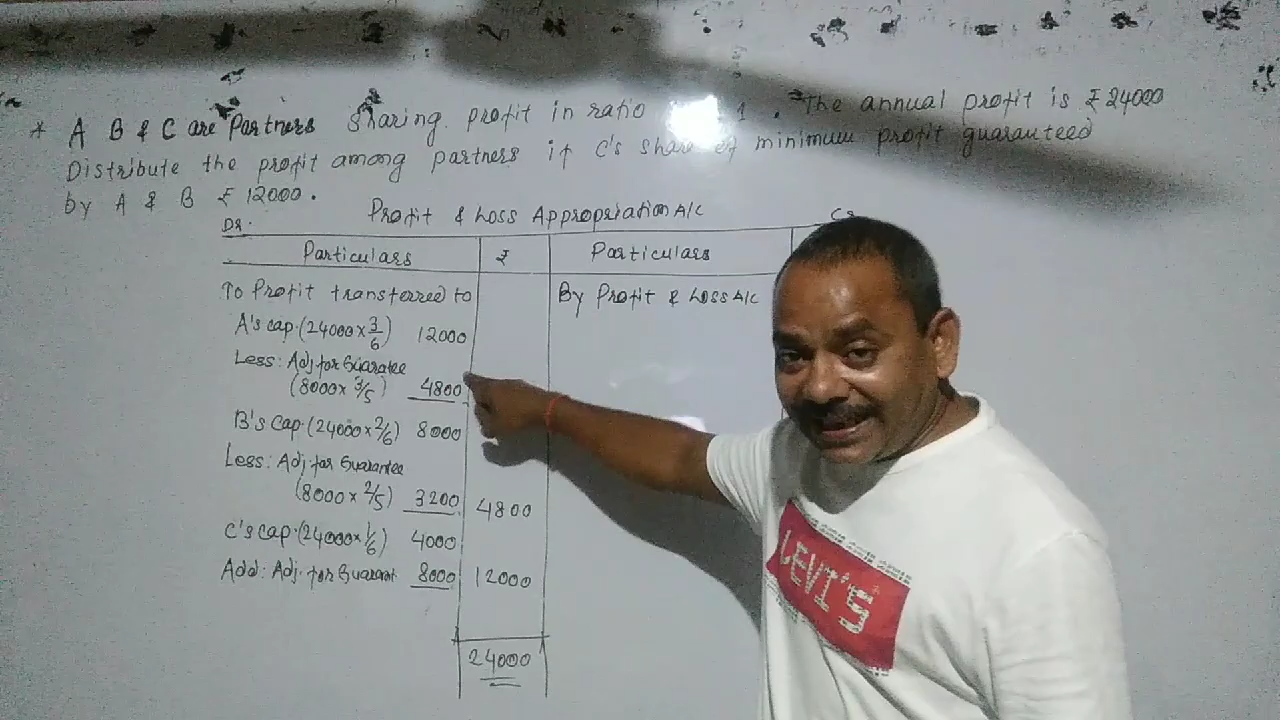 * A B & C are Partners sharing profit in ratio 1 . The annual profit is ₹ 24000
Distribute the profit among partners if C's share of minimum profit guaranteed
by A & B ₹ 12000 .
Profit & Loss Appropriation A/c
Dr. Cr
Particulars ₹ Particulars
To Profit transferred to By Profit & Loss A/c
A's cap. (24000 x 3/6) 12000
Less: Adj for Guarantee
(8000 x 3/5) 4800
B's Cap. (24000 x 2/6) 8000
Less: Adj. for Guarantee
(8000 x 2/5) 3200 4800
C's cap. (24000 x 1/6) 4000
Add: Adj. for Guarant 8000 12000
24000
LEVI'S